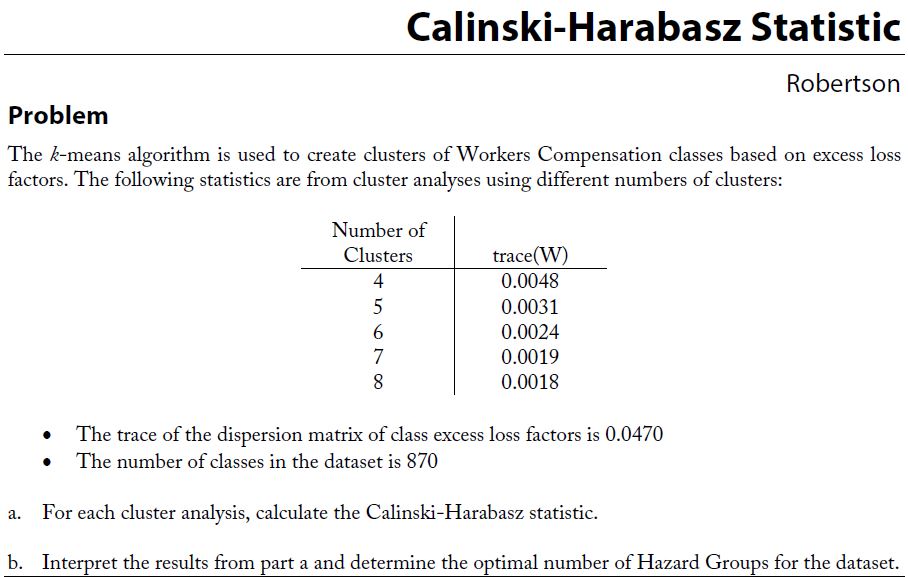 Calinski-Harabasz Statistic
Robertson
Problem
The k-means algorithm is used to create clusters of Workers Compensation classes based on excess loss
factors. The following statistics are from cluster analyses using different numbers of clusters:
Number of
Clusters trace(W)
4 0.0048
5 0.0031
6 0.0024
7 0.0019
8 0.0018
• The trace of the dispersion matrix of class excess loss factors is 0.0470
• The number of classes in the dataset is 870
a. For each cluster analysis, calculate the Calinski-Harabasz statistic.
b. Interpret the results from part a and determine the optimal number of Hazard Groups for the dataset.